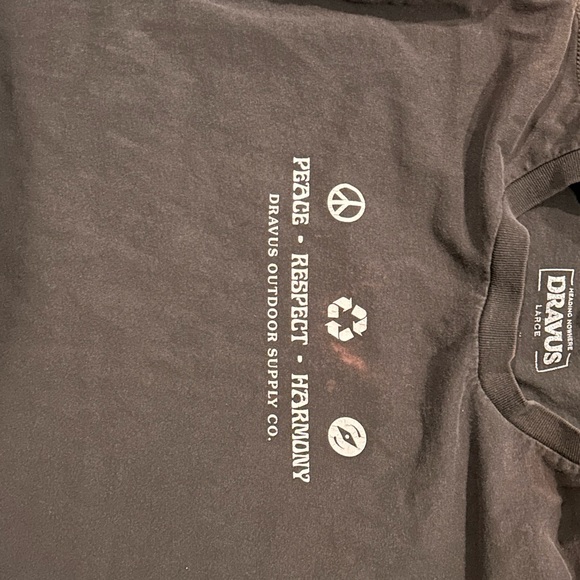 PEACE • RESPECT • HARMONY
DRAVUS OUTDOOR SUPPLY CO.
HEADING NOWHERE
DRAVUS
LARGE